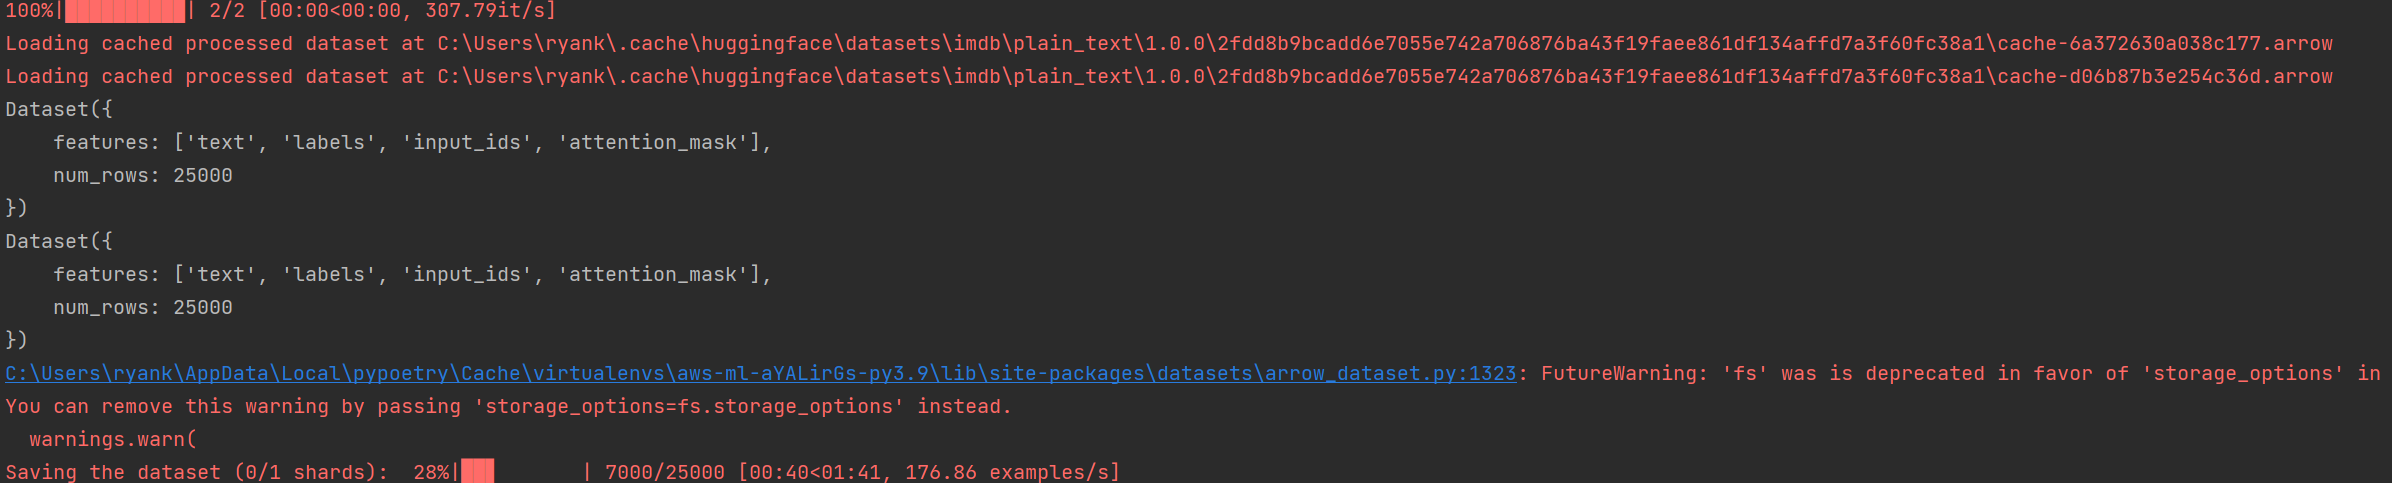 100%|██████████| 2/2 [00:00<00:00, 307.79it/s]
Loading cached processed dataset at C:\Users\ryank\.cache\huggingface\datasets\imdb\plain_text\1.0.0\2fdd8b9bcadd6e7055e742a706876ba43f19faee861df134affd7a3f60fc38a1\cache-6a372630a038c177.arrow
Loading cached processed dataset at C:\Users\ryank\.cache\huggingface\datasets\imdb\plain_text\1.0.0\2fdd8b9bcadd6e7055e742a706876ba43f19faee861df134affd7a3f60fc38a1\cache-d06b87b3e254c36d.arrow
Dataset({
    features: ['text', 'labels', 'input_ids', 'attention_mask'],
    num_rows: 25000
})
Dataset({
    features: ['text', 'labels', 'input_ids', 'attention_mask'],
    num_rows: 25000
})
C:\Users\ryank\AppData\Local\pypoetry\Cache\virtualenvs\aws-ml-aYALirGs-py3.9\lib\site-packages\datasets\arrow_dataset.py:1323: FutureWarning: 'fs' was is deprecated in favor of 'storage_options' in
You can remove this warning by passing 'storage_options=fs.storage_options' instead.
  warnings.warn(
Saving the dataset (0/1 shards):  28%|███       | 7000/25000 [00:40<01:41, 176.86 examples/s]